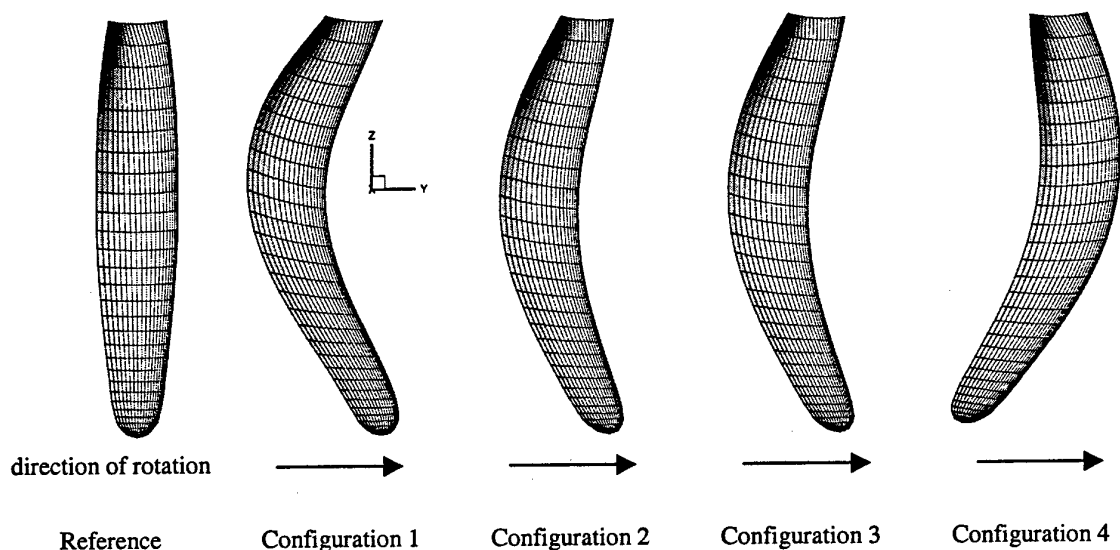 Z
X
Y
direction of rotation
Reference
Configuration 1
Configuration 2
Configuration 3
Configuration 4